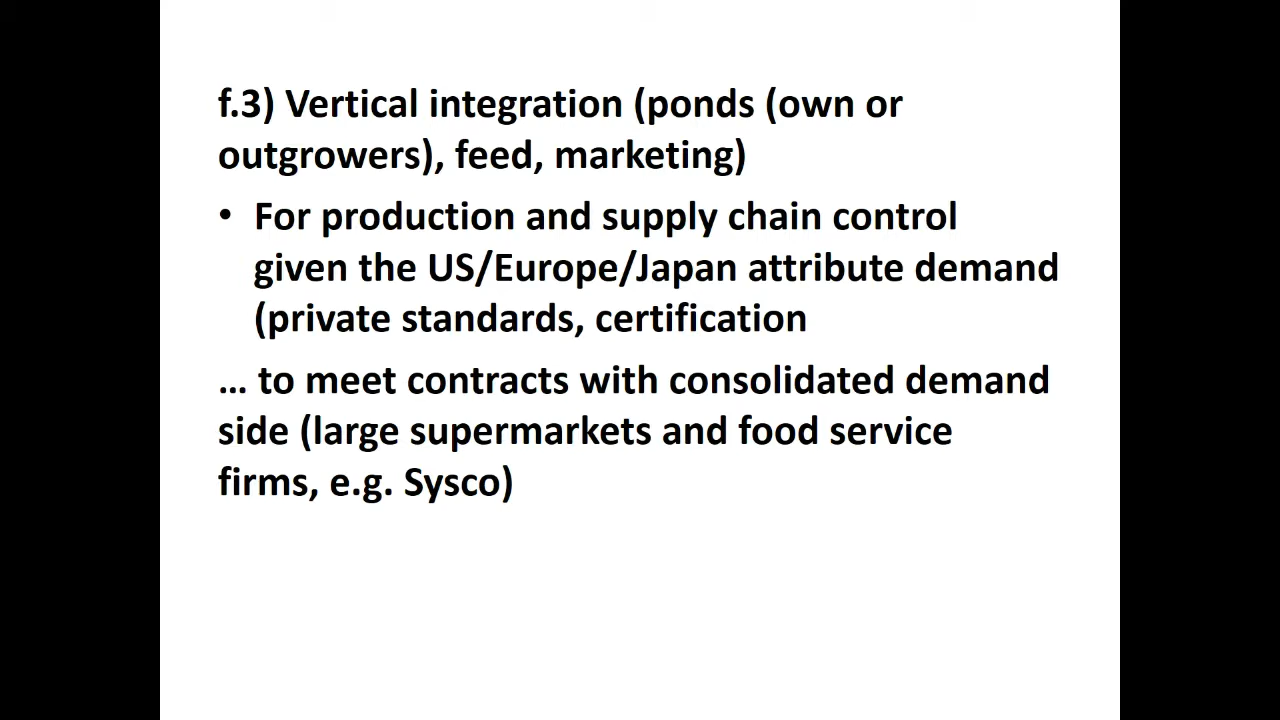 f.3) Vertical integration (ponds (own or
outgrowers), feed, marketing)
• For production and supply chain control
given the US/Europe/Japan attribute demand
(private standards, certification
… to meet contracts with consolidated demand
side (large supermarkets and food service
firms, e.g. Sysco)